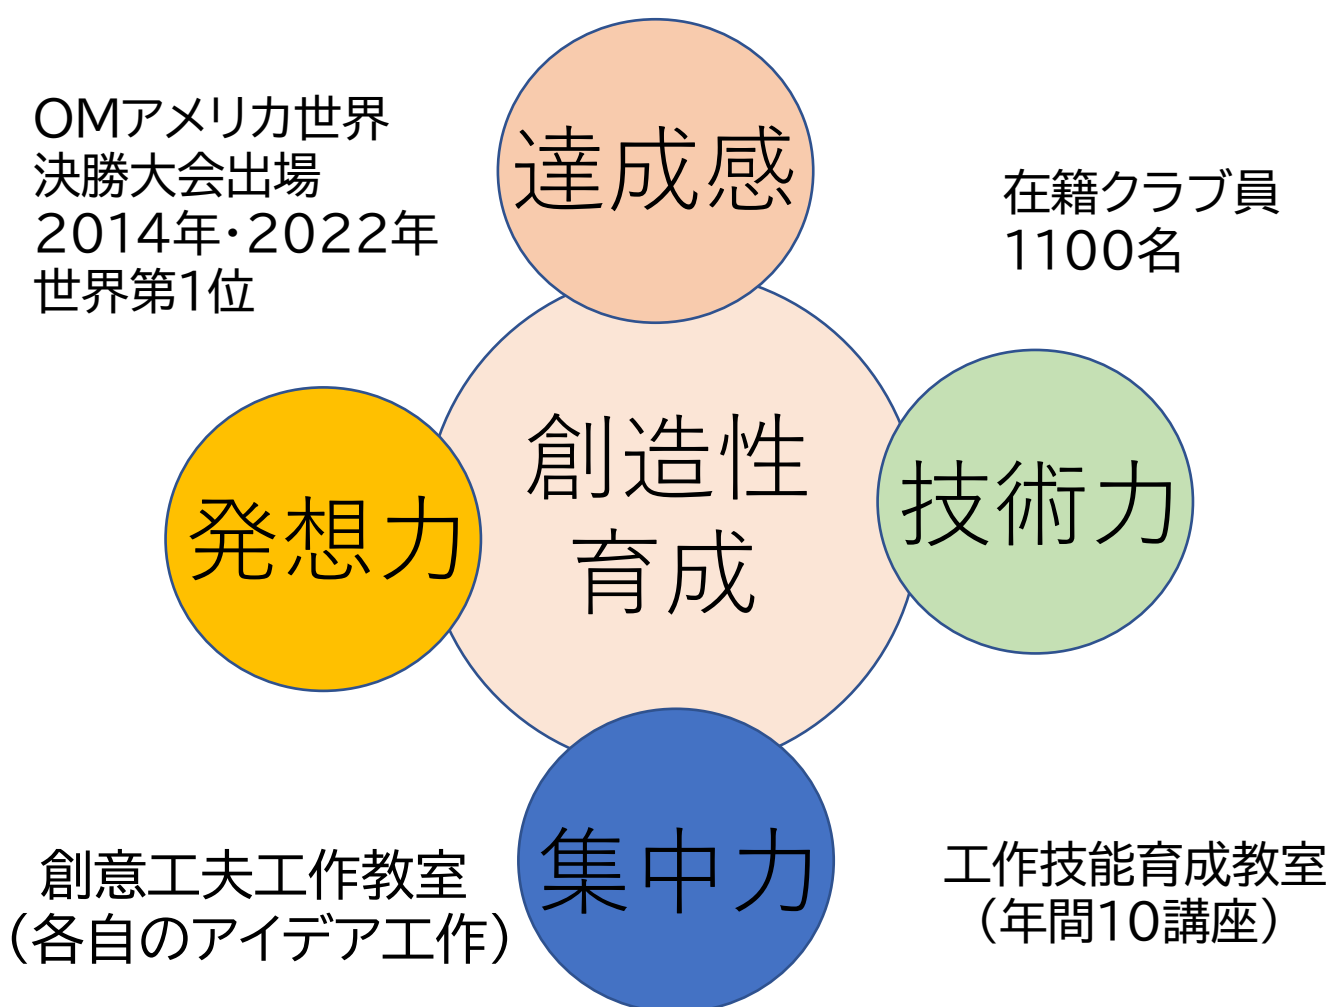 達成感
OMアメリカ世界
決勝大会出場
2014年・2022年
世界第1位
在籍クラブ員
1100名
創造性
育成
発想力
技術力
集中力
創意工夫工作教室
（各自のアイデア工作）
工作技能育成教室
（年間10講座）